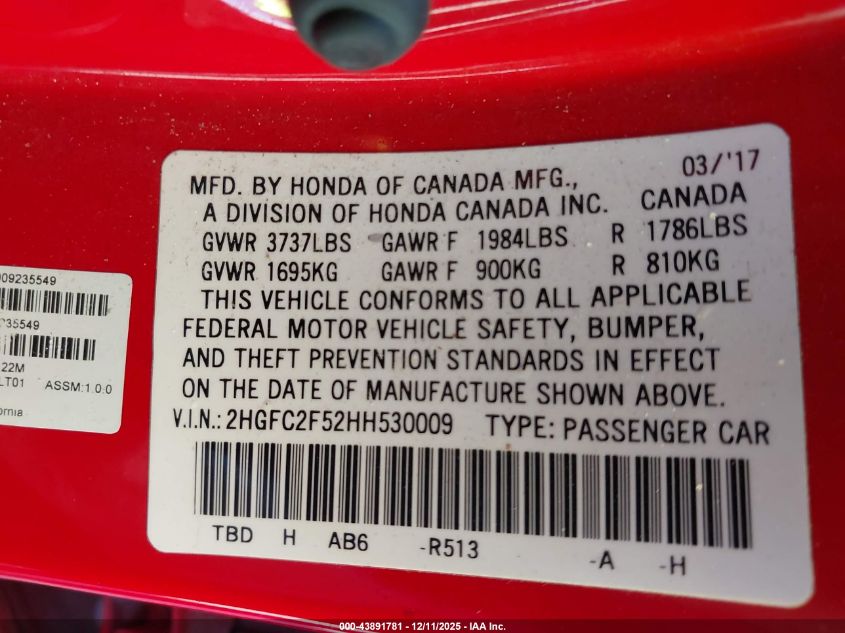 03/'17
MFD. BY HONDA OF CANADA MFG.,
A DIVISION OF HONDA CANADA INC. CANADA
GVWR 3737LBS GAWR F 1984LBS R 1786LBS
GVWR 1695KG GAWR F 900KG R 810KG
THIS VEHICLE CONFORMS TO ALL APPLICABLE
FEDERAL MOTOR VEHICLE SAFETY, BUMPER,
AND THEFT PREVENTION STANDARDS IN EFFECT
ON THE DATE OF MANUFACTURE SHOWN ABOVE.
V.I.N.: 2HGFC2F52HH530009 TYPE: PASSENGER CAR
TBD H AB6 -R513 -A -H
009235549
235549
22M
LT01 ASSM:1.0:0
ornia
000-43891781 - 12/11/2025 - IAA Inc.